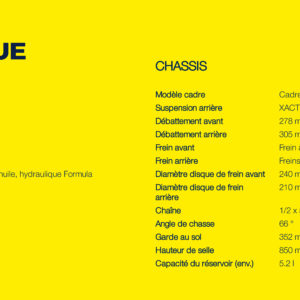 UE
CHASSIS
Modèle cadre Cadre
Suspension arrière XACT
Débattement avant 278 m
Débattement arrière 305 m
Frein avant Frein
Frein arrière Freins
huile, hydraulique Formula
Diamètre disque de frein avant 240 m
Diamètre disque de frein 210 m
arrière
Chaîne 1/2 x
Angle de chasse 66 °
Garde au sol 352 m
Hauteur de selle 850 m
Capacité du réservoir (env.) 5.2 l